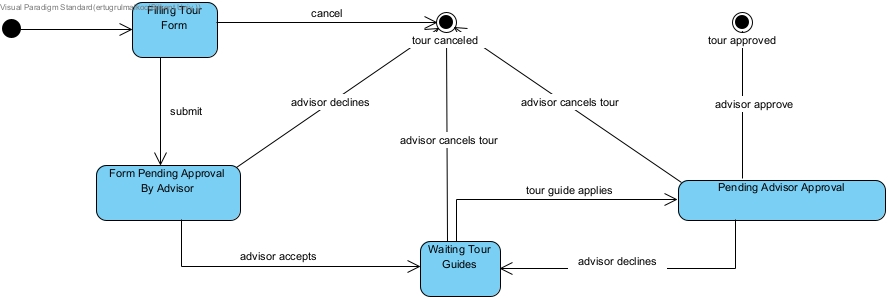 Visual Paradigm Standard(ertugrulmalko
Filling Tour
Form
cancel
tour canceled
tour approved
submit
advisor declines
advisor cancels tour
advisor approve
advisor cancels tour
Form Pending Approval
By Advisor
tour guide applies
Pending Advisor Approval
advisor accepts
Waiting Tour
Guides
advisor declines